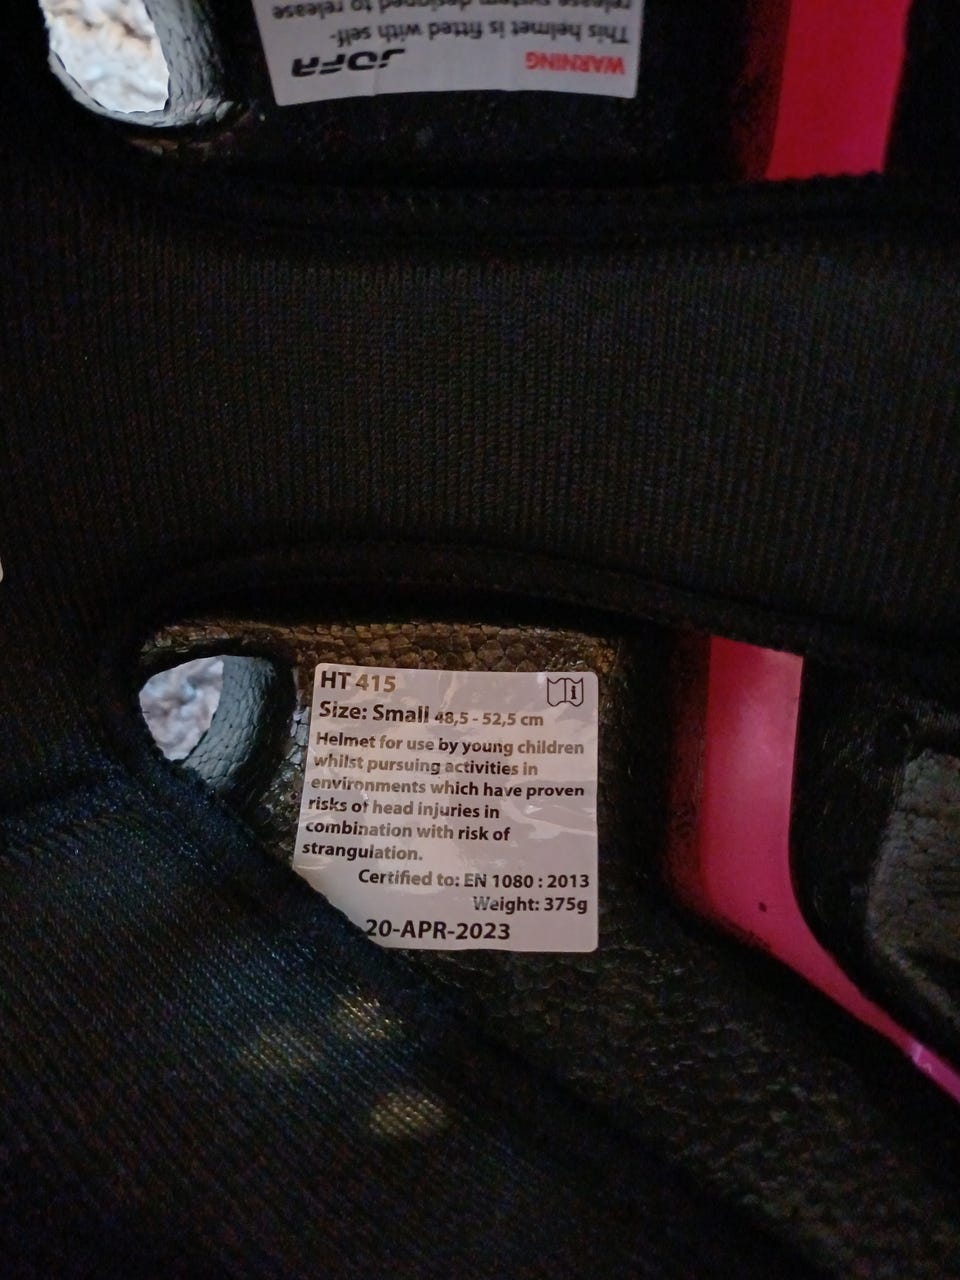 WARNING JOFA
This helmet is fitted with self-
release system designed to release
HT 415
Size: Small 48,5 - 52,5 cm
Helmet for use by young children
whilst pursuing activities in
environments which have proven
risks of head injuries in
combination with risk of
strangulation.
Certified to: EN 1080 : 2013
Weight: 375g
20-APR-2023